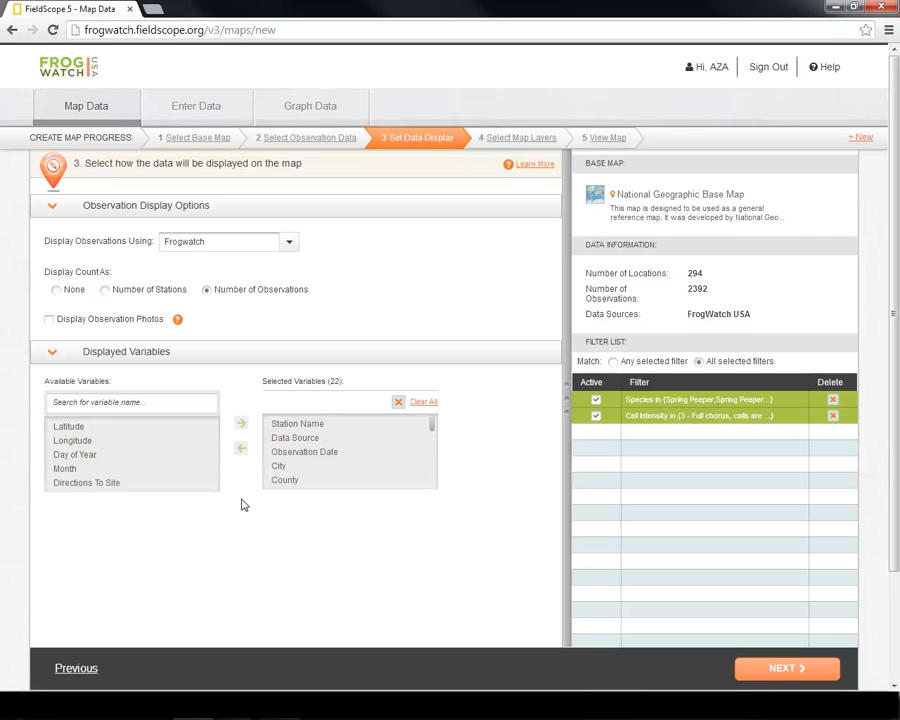 FieldScope 5 - Map Data
frogwatch.fieldscope.org/v3/maps/new
FROG
WATCH USA
Hi, AZA
Sign Out
Help
Map Data
Enter Data
Graph Data
CREATE MAP PROGRESS:
1 Select Base Map
2 Select Observation Data
3 Set Data Display
4 Select Map Layers
5 View Map
+ New
3. Select how the data will be displayed on the map
Learn More
Observation Display Options
Display Observations Using:
Frogwatch
Display Count As:
None
Number of Stations
Number of Observations
Display Observation Photos
Displayed Variables
Available Variables:
Search for variable name...
Latitude
Longitude
Day of Year
Month
Directions To Site
Selected Variables (22):
Clear All
Station Name
Data Source
Observation Date
City
County
BASE MAP:
National Geographic Base Map
This map is designed to be used as a general
reference map. It was developed by National Geo...
DATA INFORMATION:
Number of Locations: 294
Number of
Observations: 2392
Data Sources: FrogWatch USA
FILTER LIST:
Match: Any selected filter All selected filters
Active Filter Delete
Species in {Spring Peeper,Spring Peeper...}
Call Intensity in {3 - Full chorus, calls are ...}
Previous
NEXT